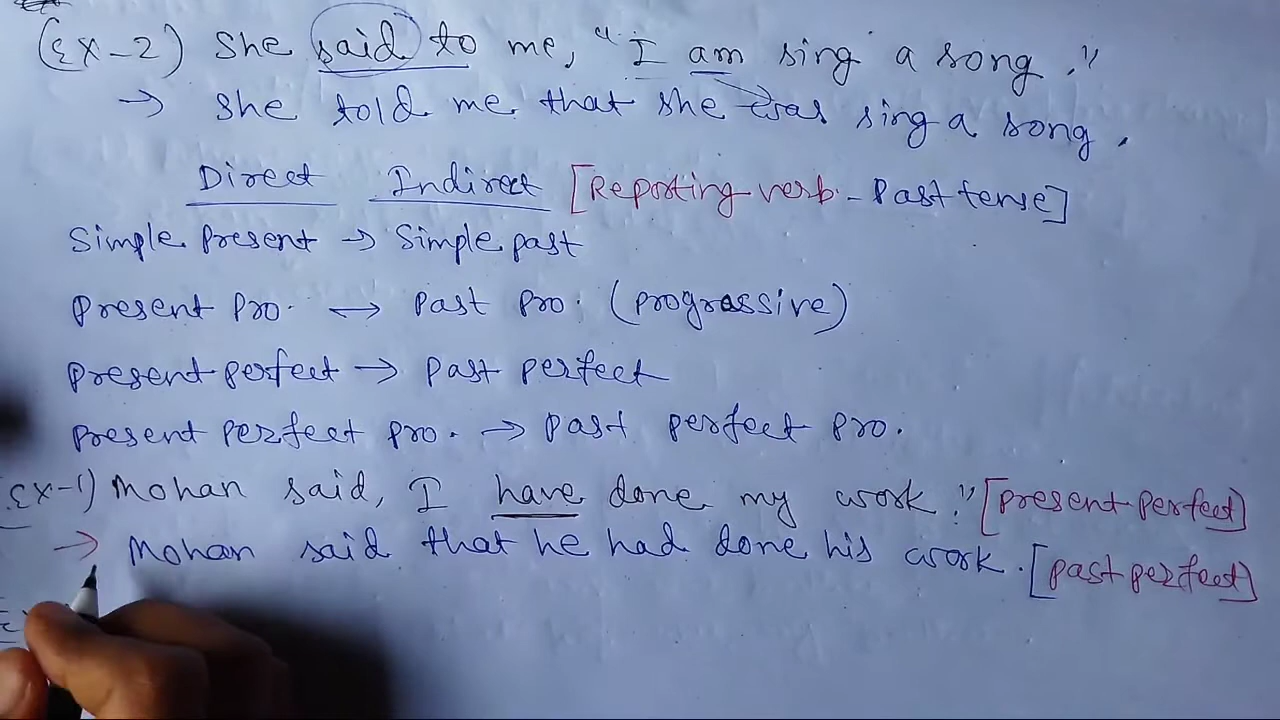 (Ex-2) She said to me, "I am sing a song."
→ She told me that she was sing a song.
Direct Indirect [Reporting verb - Past tense]
Simple Present → Simple past
Present Pro. → Past Pro. (Progressive)
Present perfect → Past perfect
Present Perfect Pro. → Past perfect Pro.
Ex-1) Mohan said, I have done my work." [present perfect]
→ Mohan said that he had done his work. [past perfect]